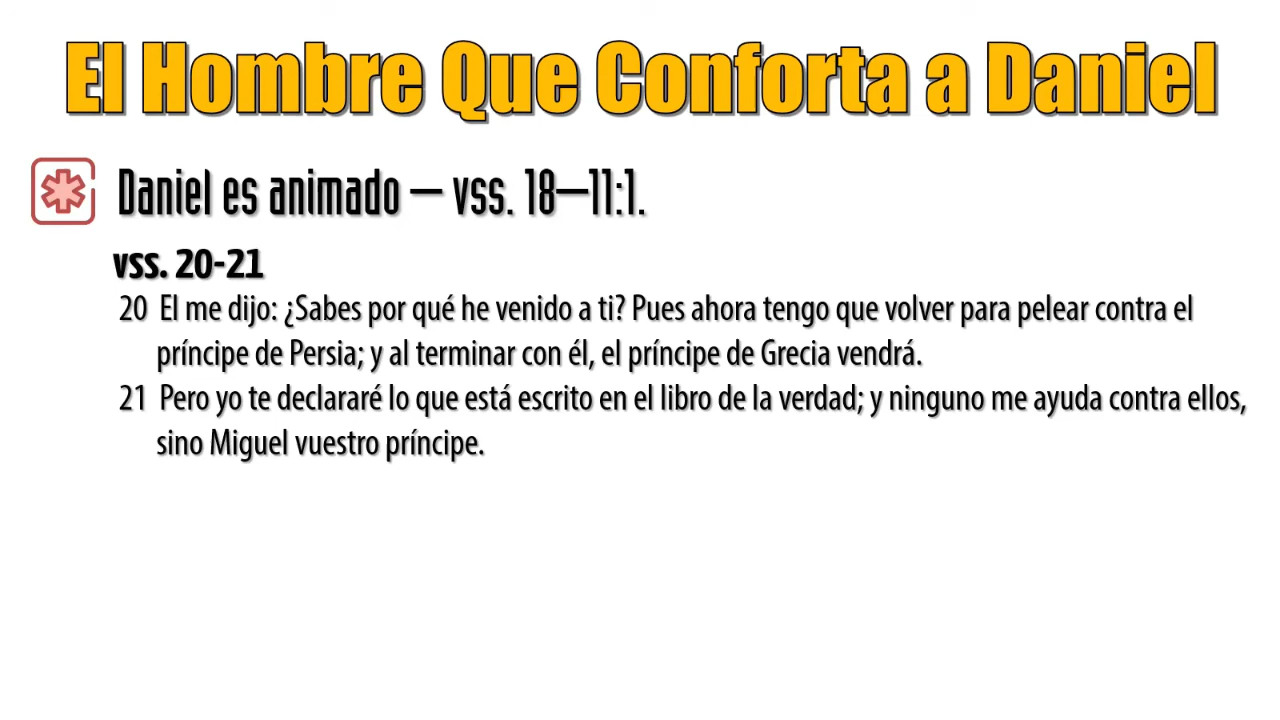 El Hombre Que Conforta a Daniel
Daniel es animado – vss. 18–11:1.
vss. 20-21
20 El me dijo: ¿Sabes por qué he venido a ti? Pues ahora tengo que volver para pelear contra el
príncipe de Persia; y al terminar con él, el príncipe de Grecia vendrá.
21 Pero yo te declararé lo que está escrito en el libro de la verdad; y ninguno me ayuda contra ellos,
sino Miguel vuestro príncipe.